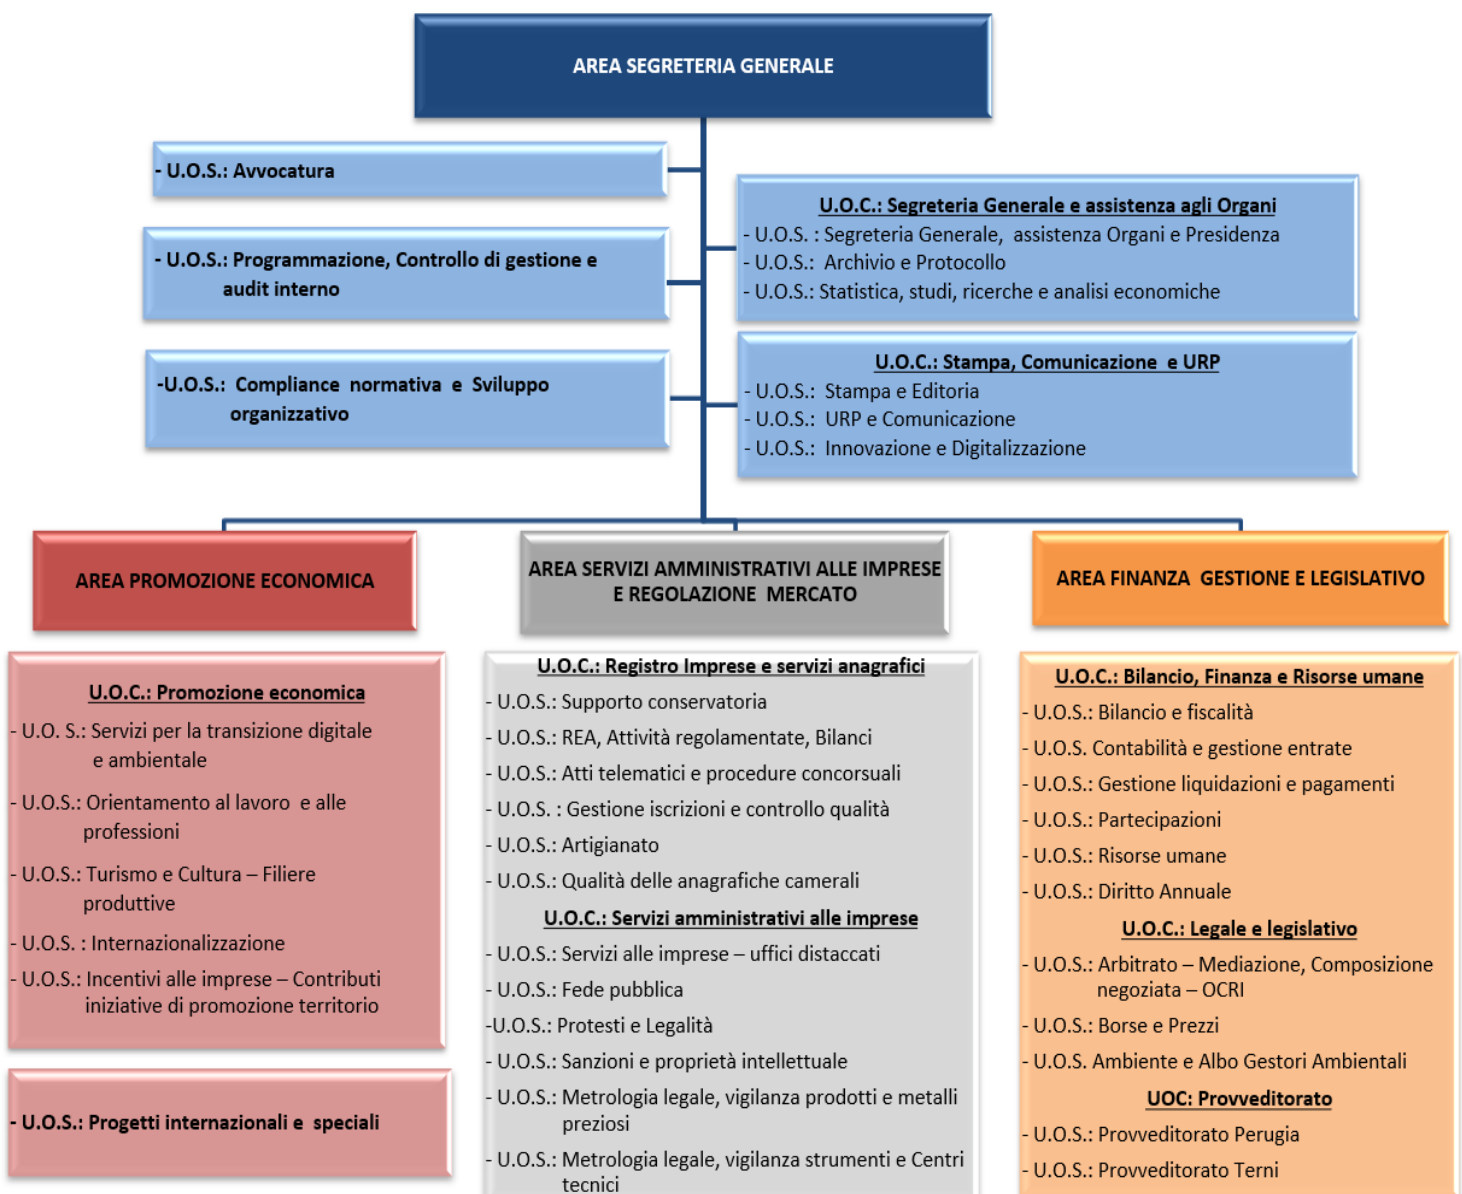 AREA SEGRETERIA GENERALE
- U.O.S.: Avvocatura
- U.O.S.: Programmazione, Controllo di gestione e
audit interno
-U.O.S.: Compliance normativa e Sviluppo
organizzativo
U.O.C.: Segreteria Generale e assistenza agli Organi
- U.O.S. : Segreteria Generale, assistenza Organi e Presidenza
- U.O.S.: Archivio e Protocollo
- U.O.S.: Statistica, studi, ricerche e analisi economiche
U.O.C.: Stampa, Comunicazione e URP
- U.O.S.: Stampa e Editoria
- U.O.S.: URP e Comunicazione
- U.O.S.: Innovazione e Digitalizzazione
AREA PROMOZIONE ECONOMICA
U.O.C.: Promozione economica
- U.O. S.: Servizi per la transizione digitale
e ambientale
- U.O.S.: Orientamento al lavoro e alle
professioni
- U.O.S.: Turismo e Cultura – Filiere
produttive
- U.O.S. : Internazionalizzazione
- U.O.S.: Incentivi alle imprese – Contributi
iniziative di promozione territorio
- U.O.S.: Progetti internazionali e speciali
AREA SERVIZI AMMINISTRATIVI ALLE IMPRESE
E REGOLAZIONE MERCATO
U.O.C.: Registro Imprese e servizi anagrafici
- U.O.S.: Supporto conservatoria
- U.O.S.: REA, Attività regolamentate, Bilanci
- U.O.S.: Atti telematici e procedure concorsuali
- U.O.S. : Gestione iscrizioni e controllo qualità
- U.O.S.: Artigianato
- U.O.S.: Qualità delle anagrafiche camerali
U.O.C.: Servizi amministrativi alle imprese
- U.O.S.: Servizi alle imprese – uffici distaccati
- U.O.S.: Fede pubblica
-U.O.S.: Protesti e Legalità
- U.O.S.: Sanzioni e proprietà intellettuale
- U.O.S.: Metrologia legale, vigilanza prodotti e metalli
preziosi
- U.O.S.: Metrologia legale, vigilanza strumenti e Centri
tecnici
AREA FINANZA GESTIONE E LEGISLATIVO
U.O.C.: Bilancio, Finanza e Risorse umane
- U.O.S.: Bilancio e fiscalità
- U.O.S. Contabilità e gestione entrate
- U.O.S.: Gestione liquidazioni e pagamenti
- U.O.S.: Partecipazioni
- U.O.S.: Risorse umane
- U.O.S.: Diritto Annuale
U.O.C.: Legale e legislativo
- U.O.S.: Arbitrato – Mediazione, Composizione
negoziata – OCRI
- U.O.S.: Borse e Prezzi
- U.O.S. Ambiente e Albo Gestori Ambientali
UOC: Provveditorato
- U.O.S.: Provveditorato Perugia
- U.O.S.: Provveditorato Terni